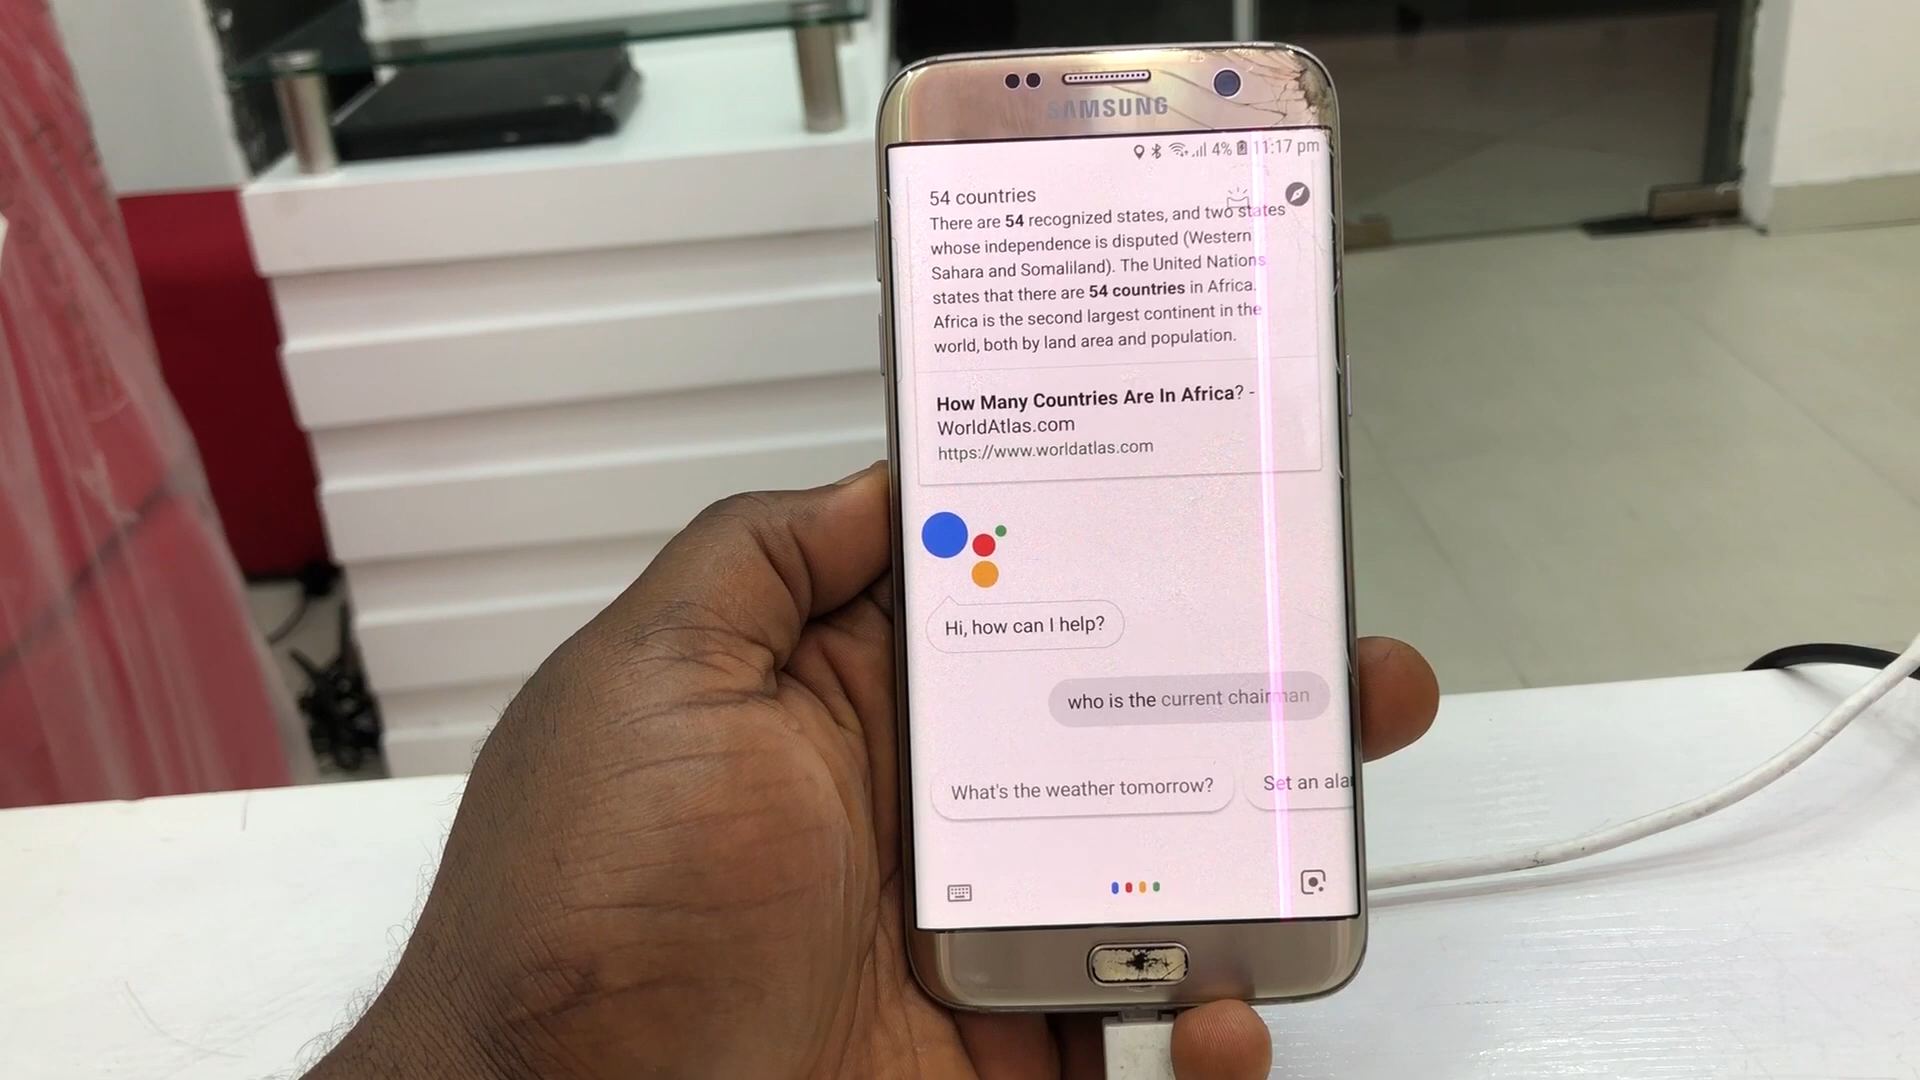 SAMSUNG
4% 11:17 pm
54 countries
There are 54 recognized states, and two states
whose independence is disputed (Western
Sahara and Somaliland). The United Nations
states that there are 54 countries in Africa.
Africa is the second largest continent in the
world, both by land area and population.
How Many Countries Are In Africa? -
WorldAtlas.com
https://www.worldatlas.com
Hi, how can I help?
who is the current chairman
What's the weather tomorrow?
Set an ala